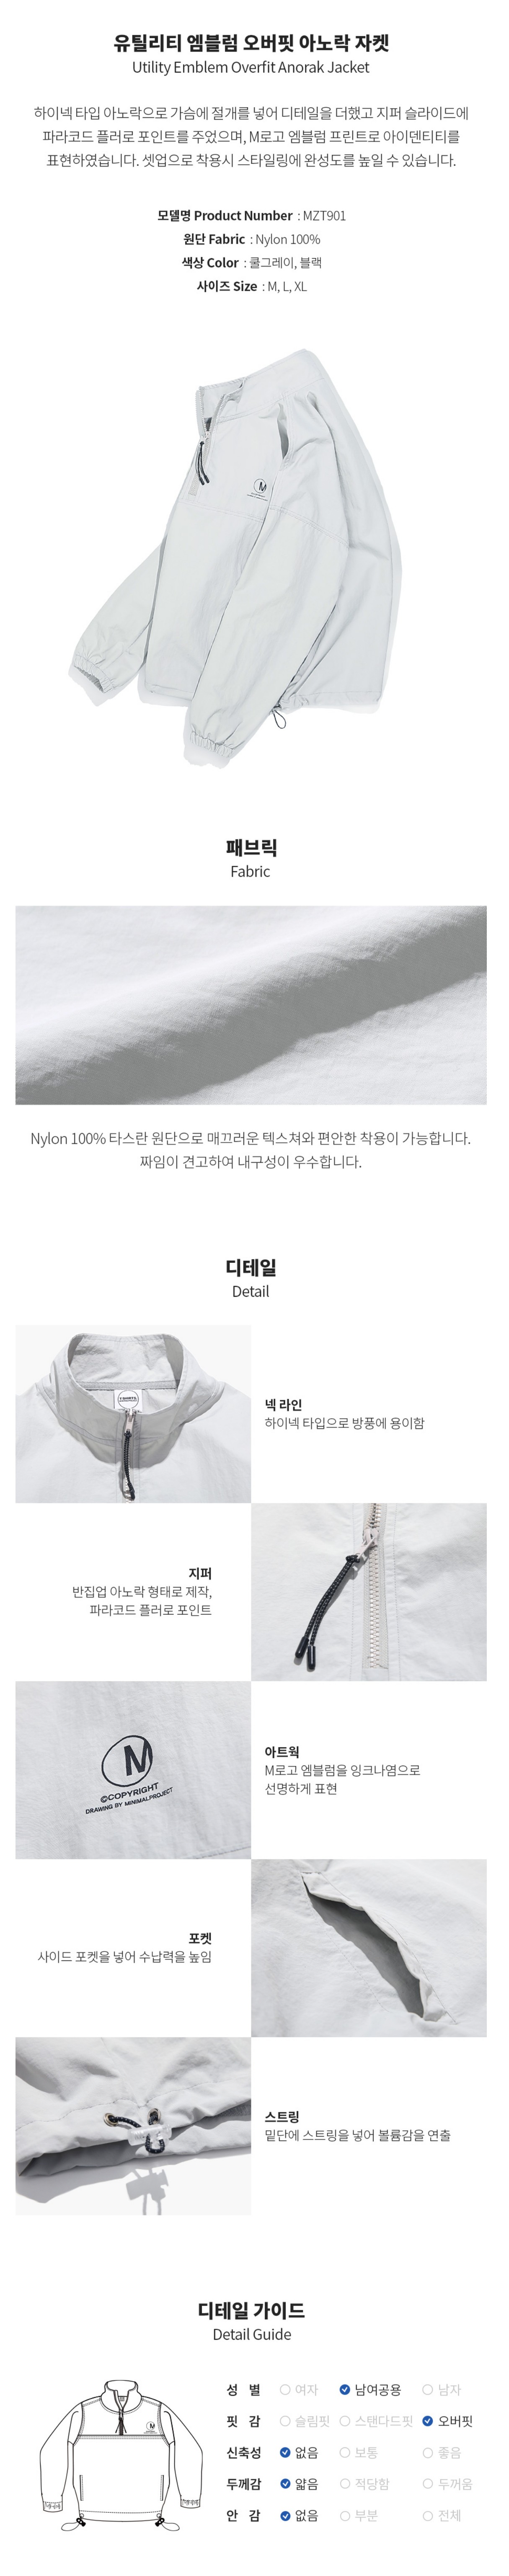 유틸리티 엠블럼 오버핏 아노락 자켓
Utility Emblem Overfit Anorak Jacket
하이넥 타입 아노락으로 가슴에 절개를 넣어 디테일을 더했고 지퍼 슬라이드에
파라코드 플러로 포인트를 주었으며, M로고 엠블럼 프린트로 아이덴티티를
표현하였습니다. 셋업으로 착용시 스타일링에 완성도를 높일 수 있습니다.
모델명 Product Number : MZT901
원단 Fabric : Nylon 100%
색상 Color : 쿨그레이, 블랙
사이즈 Size : M, L, XL
M
패브릭
Fabric
Nylon 100% 타스란 원단으로 매끄러운 텍스쳐와 편안한 착용이 가능합니다.
짜임이 견고하여 내구성이 우수합니다.
디테일
Detail
넥 라인
하이넥 타입으로 방풍에 용이함
지퍼
반집업 아노락 형태로 제작,
파라코드 플러로 포인트
M
©COPYRIGHT
DRAWING BY MINIMALPROJECT
아트웍
M로고 엠블럼을 잉크나염으로
선명하게 표현
포켓
사이드 포켓을 넣어 수납력을 높임
스트링
밑단에 스트링을 넣어 볼륨감을 연출
디테일 가이드
Detail Guide
M
성 별 여자 남여공용 남자
핏 감 슬림핏 스탠다드핏 오버핏
신축성 없음 보통 좋음
두께감 얇음 적당함 두꺼움
안 감 없음 부분 전체